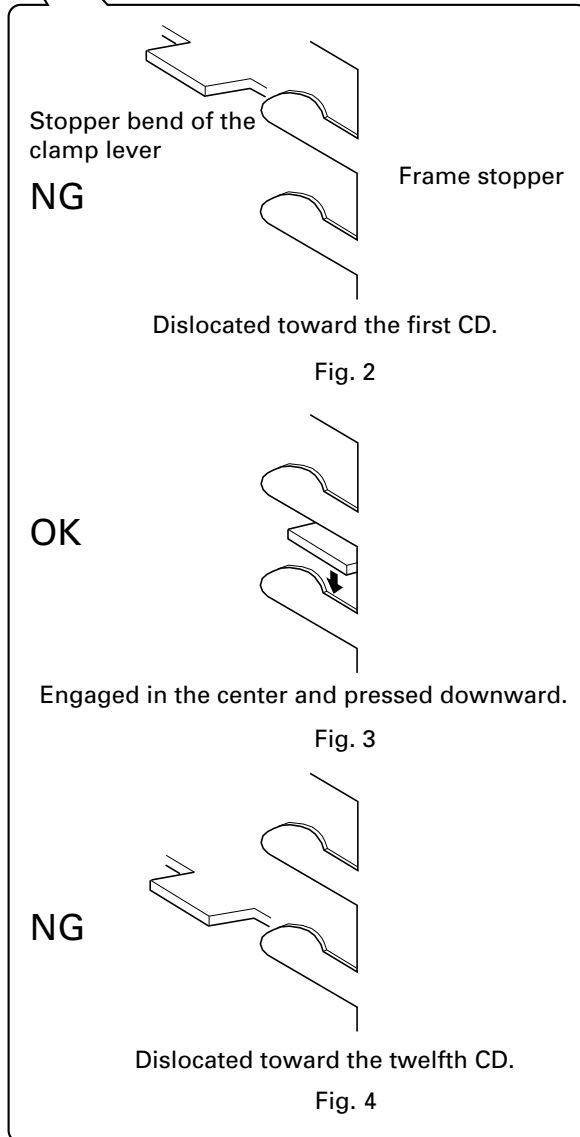 Stopper bend of the
clamp lever
Frame stopper
NG
Dislocated toward the first CD.
Fig. 2
OK
Engaged in the center and pressed downward.
Fig. 3
NG
Dislocated toward the twelfth CD.
Fig. 4